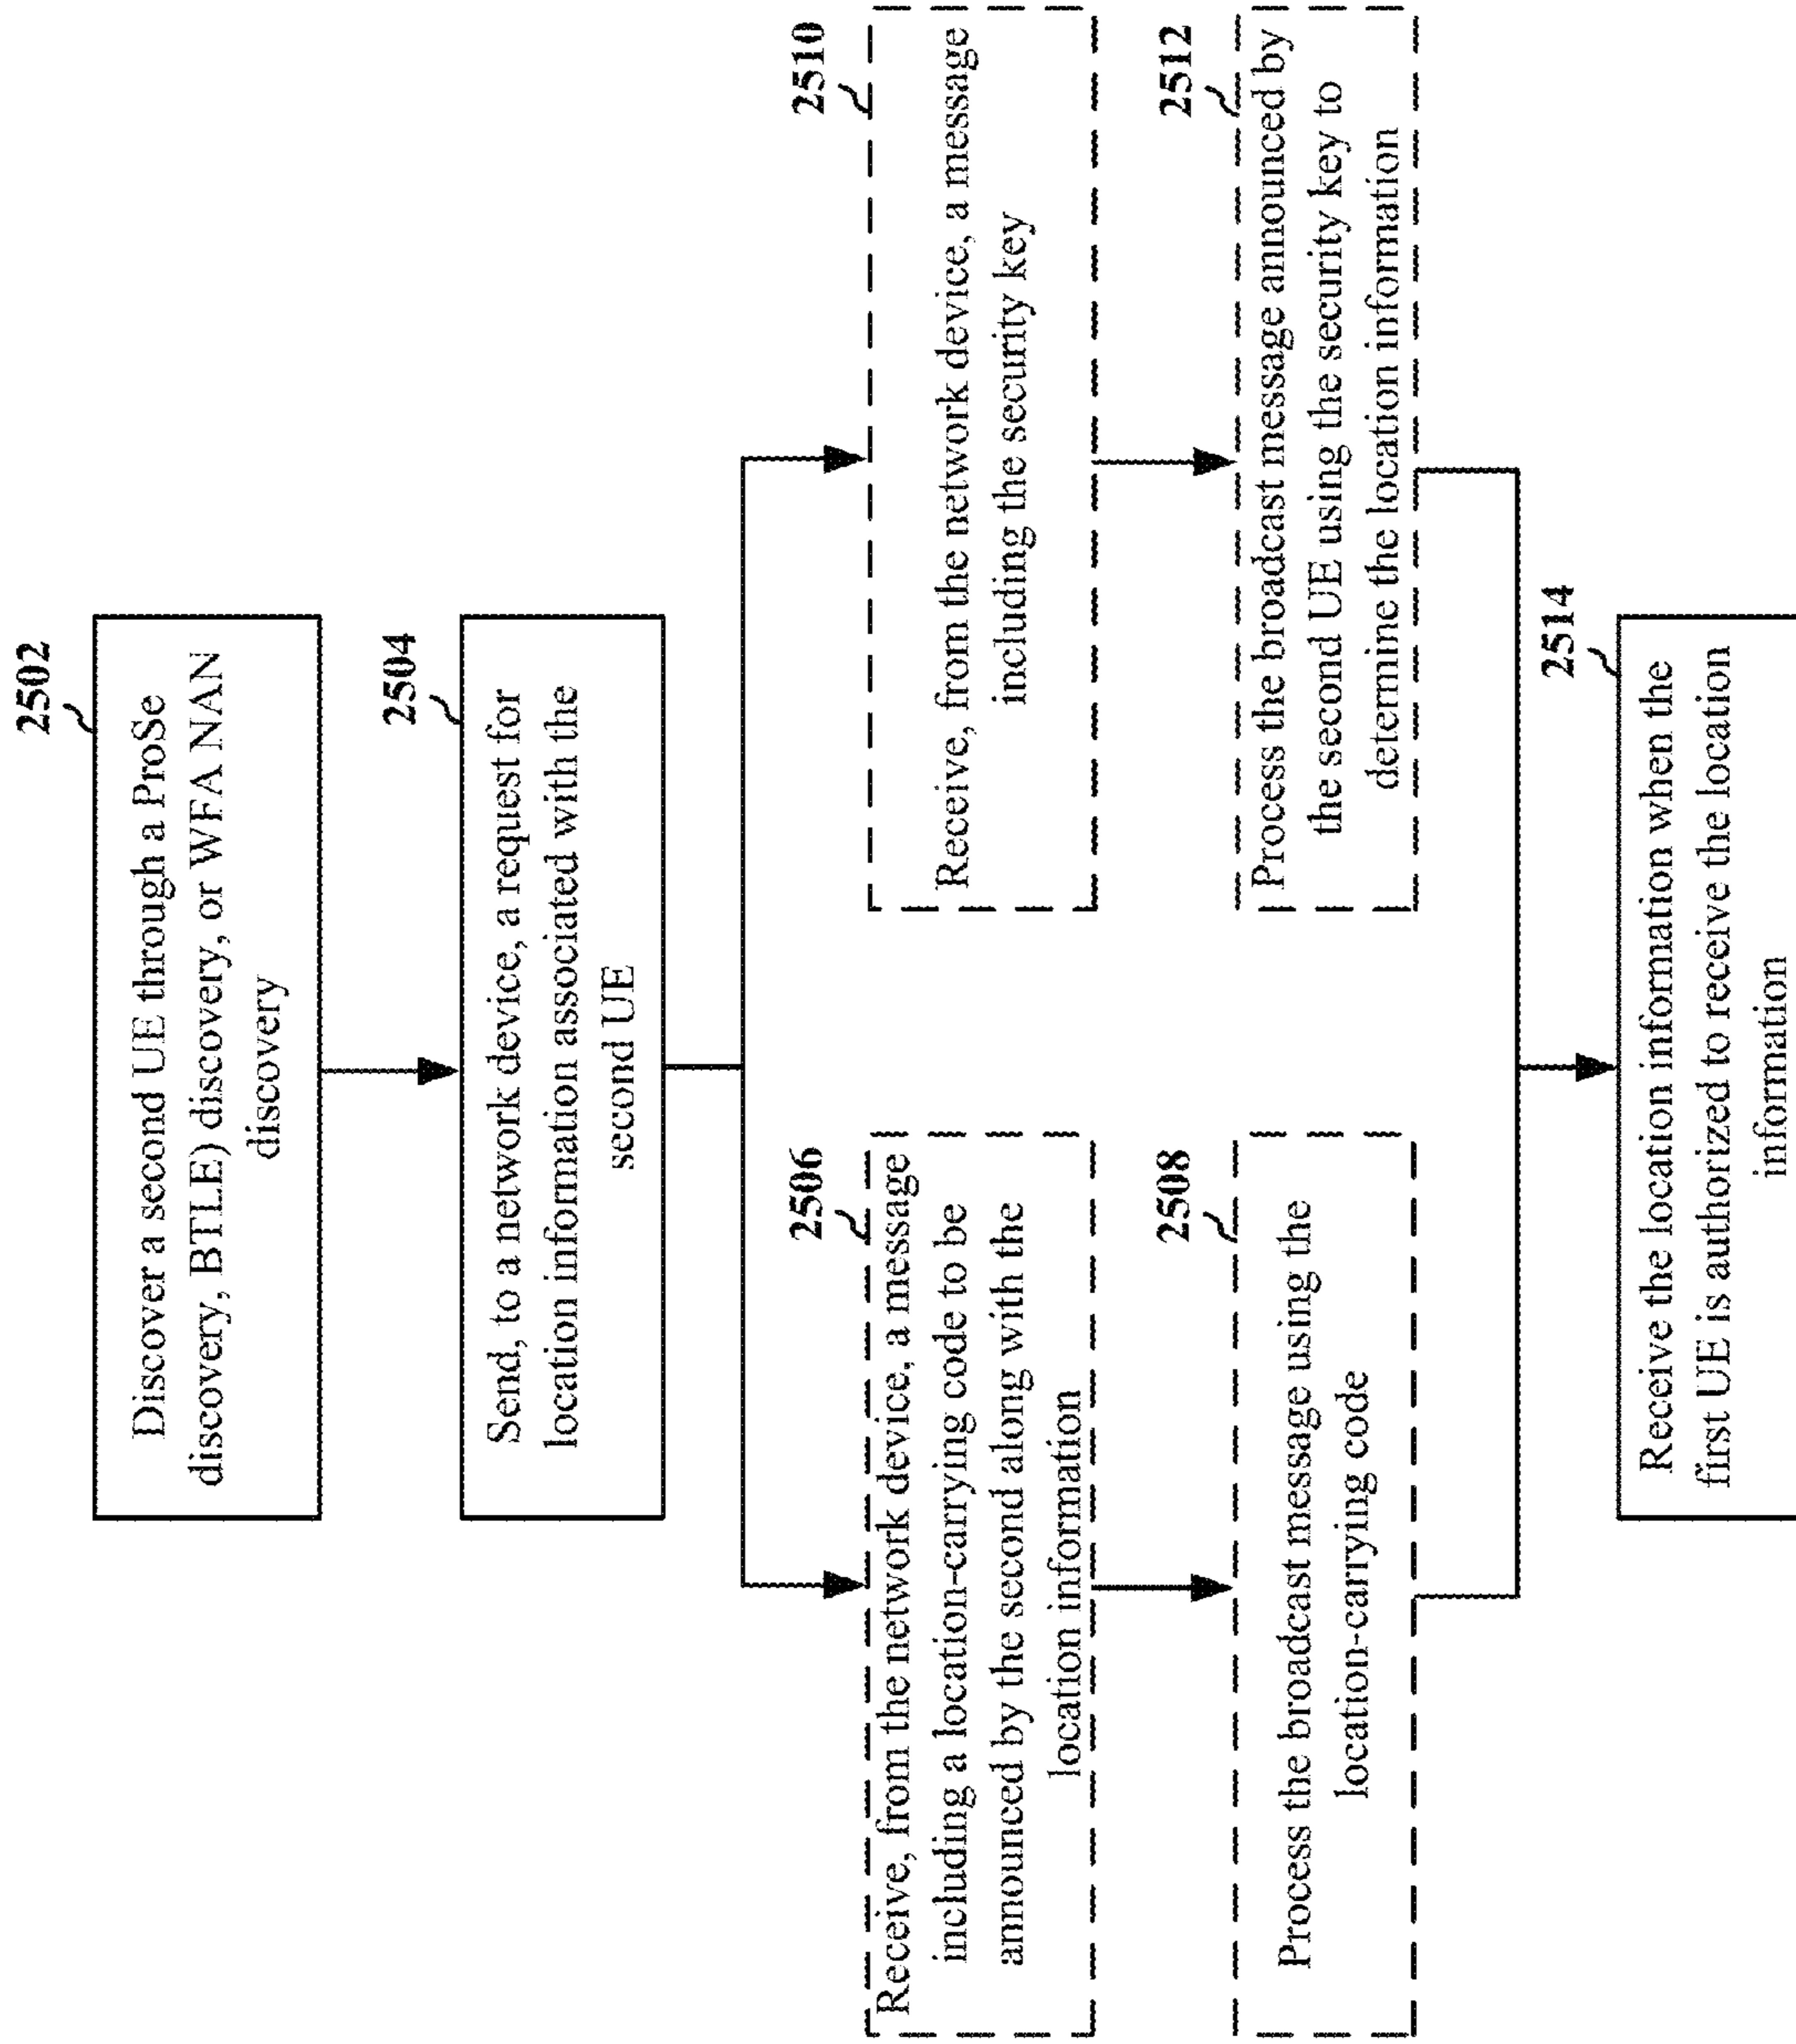 2502
Discover a second UE through a ProSe
discovery, BTLE) discovery, or WFA NAN
discovery
2504
Send, to a network device, a request for
location information associated with the
second UE
2506
Receive, from the network device, a message
including a location-carrying code to be
announced by the second along with the
location information
2508
Process the broadcast message using the
location-carrying code
2510
Receive, from the network device, a message
including the security key
2512
Process the broadcast message announced by
the second UE using the security key to
determine the location information
2514
Receive the location information when the
first UE is authorized to receive the location
information